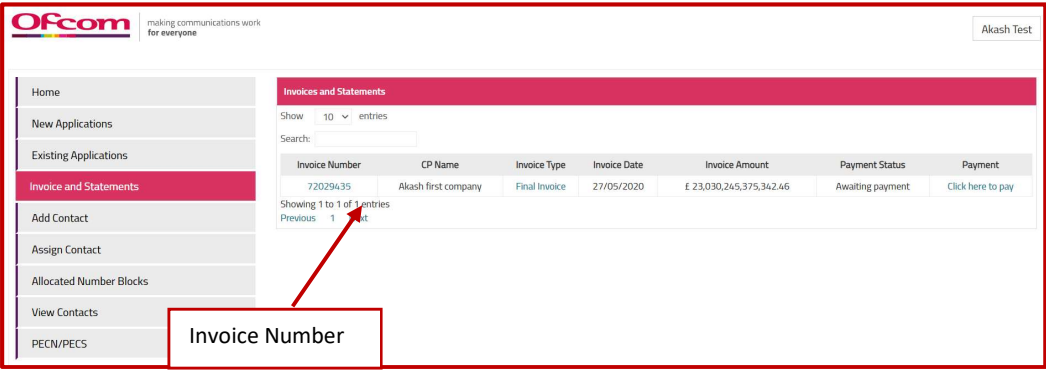 Ofcom
making communications work
for everyone
Akash Test
Home
New Applications
Existing Applications
Invoice and Statements
Add Contact
Assign Contact
Allocated Number Blocks
View Contacts
PECN/PECS
Invoices and Statements
Show 10 entries
Search:
Invoice Number CP Name Invoice Type Invoice Date Invoice Amount Payment Status Payment
72029435 Akash first company Final Invoice 27/05/2020 £ 23,030,245,375,342.46 Awaiting payment Click here to pay
Showing 1 to 1 of 1 entries
Previous 1
Invoice Number